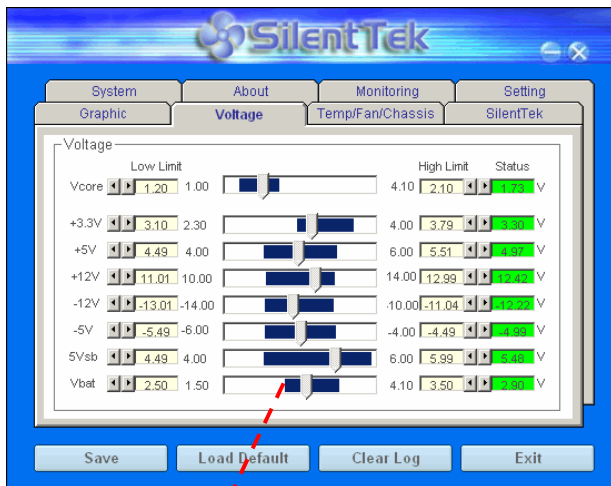 SilentTek
System About Monitoring Setting
Graphic Voltage Temp/Fan/Chassis SilentTek
Voltage
Low Limit High Limit Status
Vcore 1.20 1.00 4.10 2.10 1.73 V
+3.3V 3.10 2.30 4.00 3.79 3.30 V
+5V 4.49 4.00 6.00 5.51 4.97 V
+12V 11.01 10.00 14.00 12.99 12.42 V
-12V -13.01 -14.00 -10.00 -11.04 -12.22 V
-5V -5.49 -6.00 -4.00 -4.49 -4.99 V
5Vsb 4.49 4.00 6.00 5.99 5.48 V
Vbat 2.50 1.50 4.10 3.50 2.90 V
Save Load Default Clear Log Exit